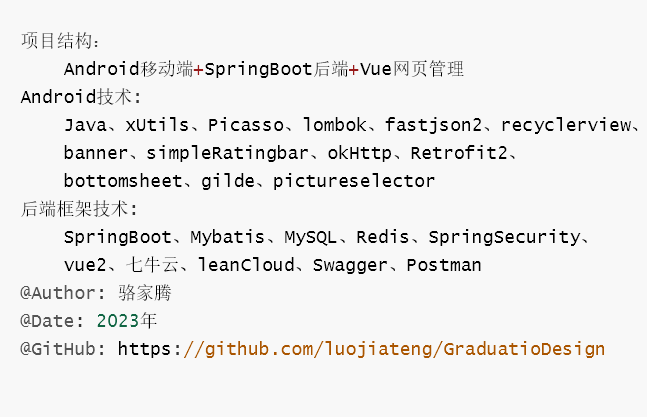 项目结构：
Android移动端+SpringBoot后端+Vue网页管理
Android技术:
Java、xUtils、Picasso、lombok、fastjson2、recyclerview、
banner、simpleRatingbar、okHttp、Retrofit2、
bottomsheet、gilde、pictureselector
后端框架技术:
SpringBoot、Mybatis、MySQL、Redis、SpringSecurity、
vue2、七牛云、leanCloud、Swagger、Postman
@Author: 骆家腾
@Date: 2023年
@GitHub: https://github.com/luojiateng/GraduatioDesign